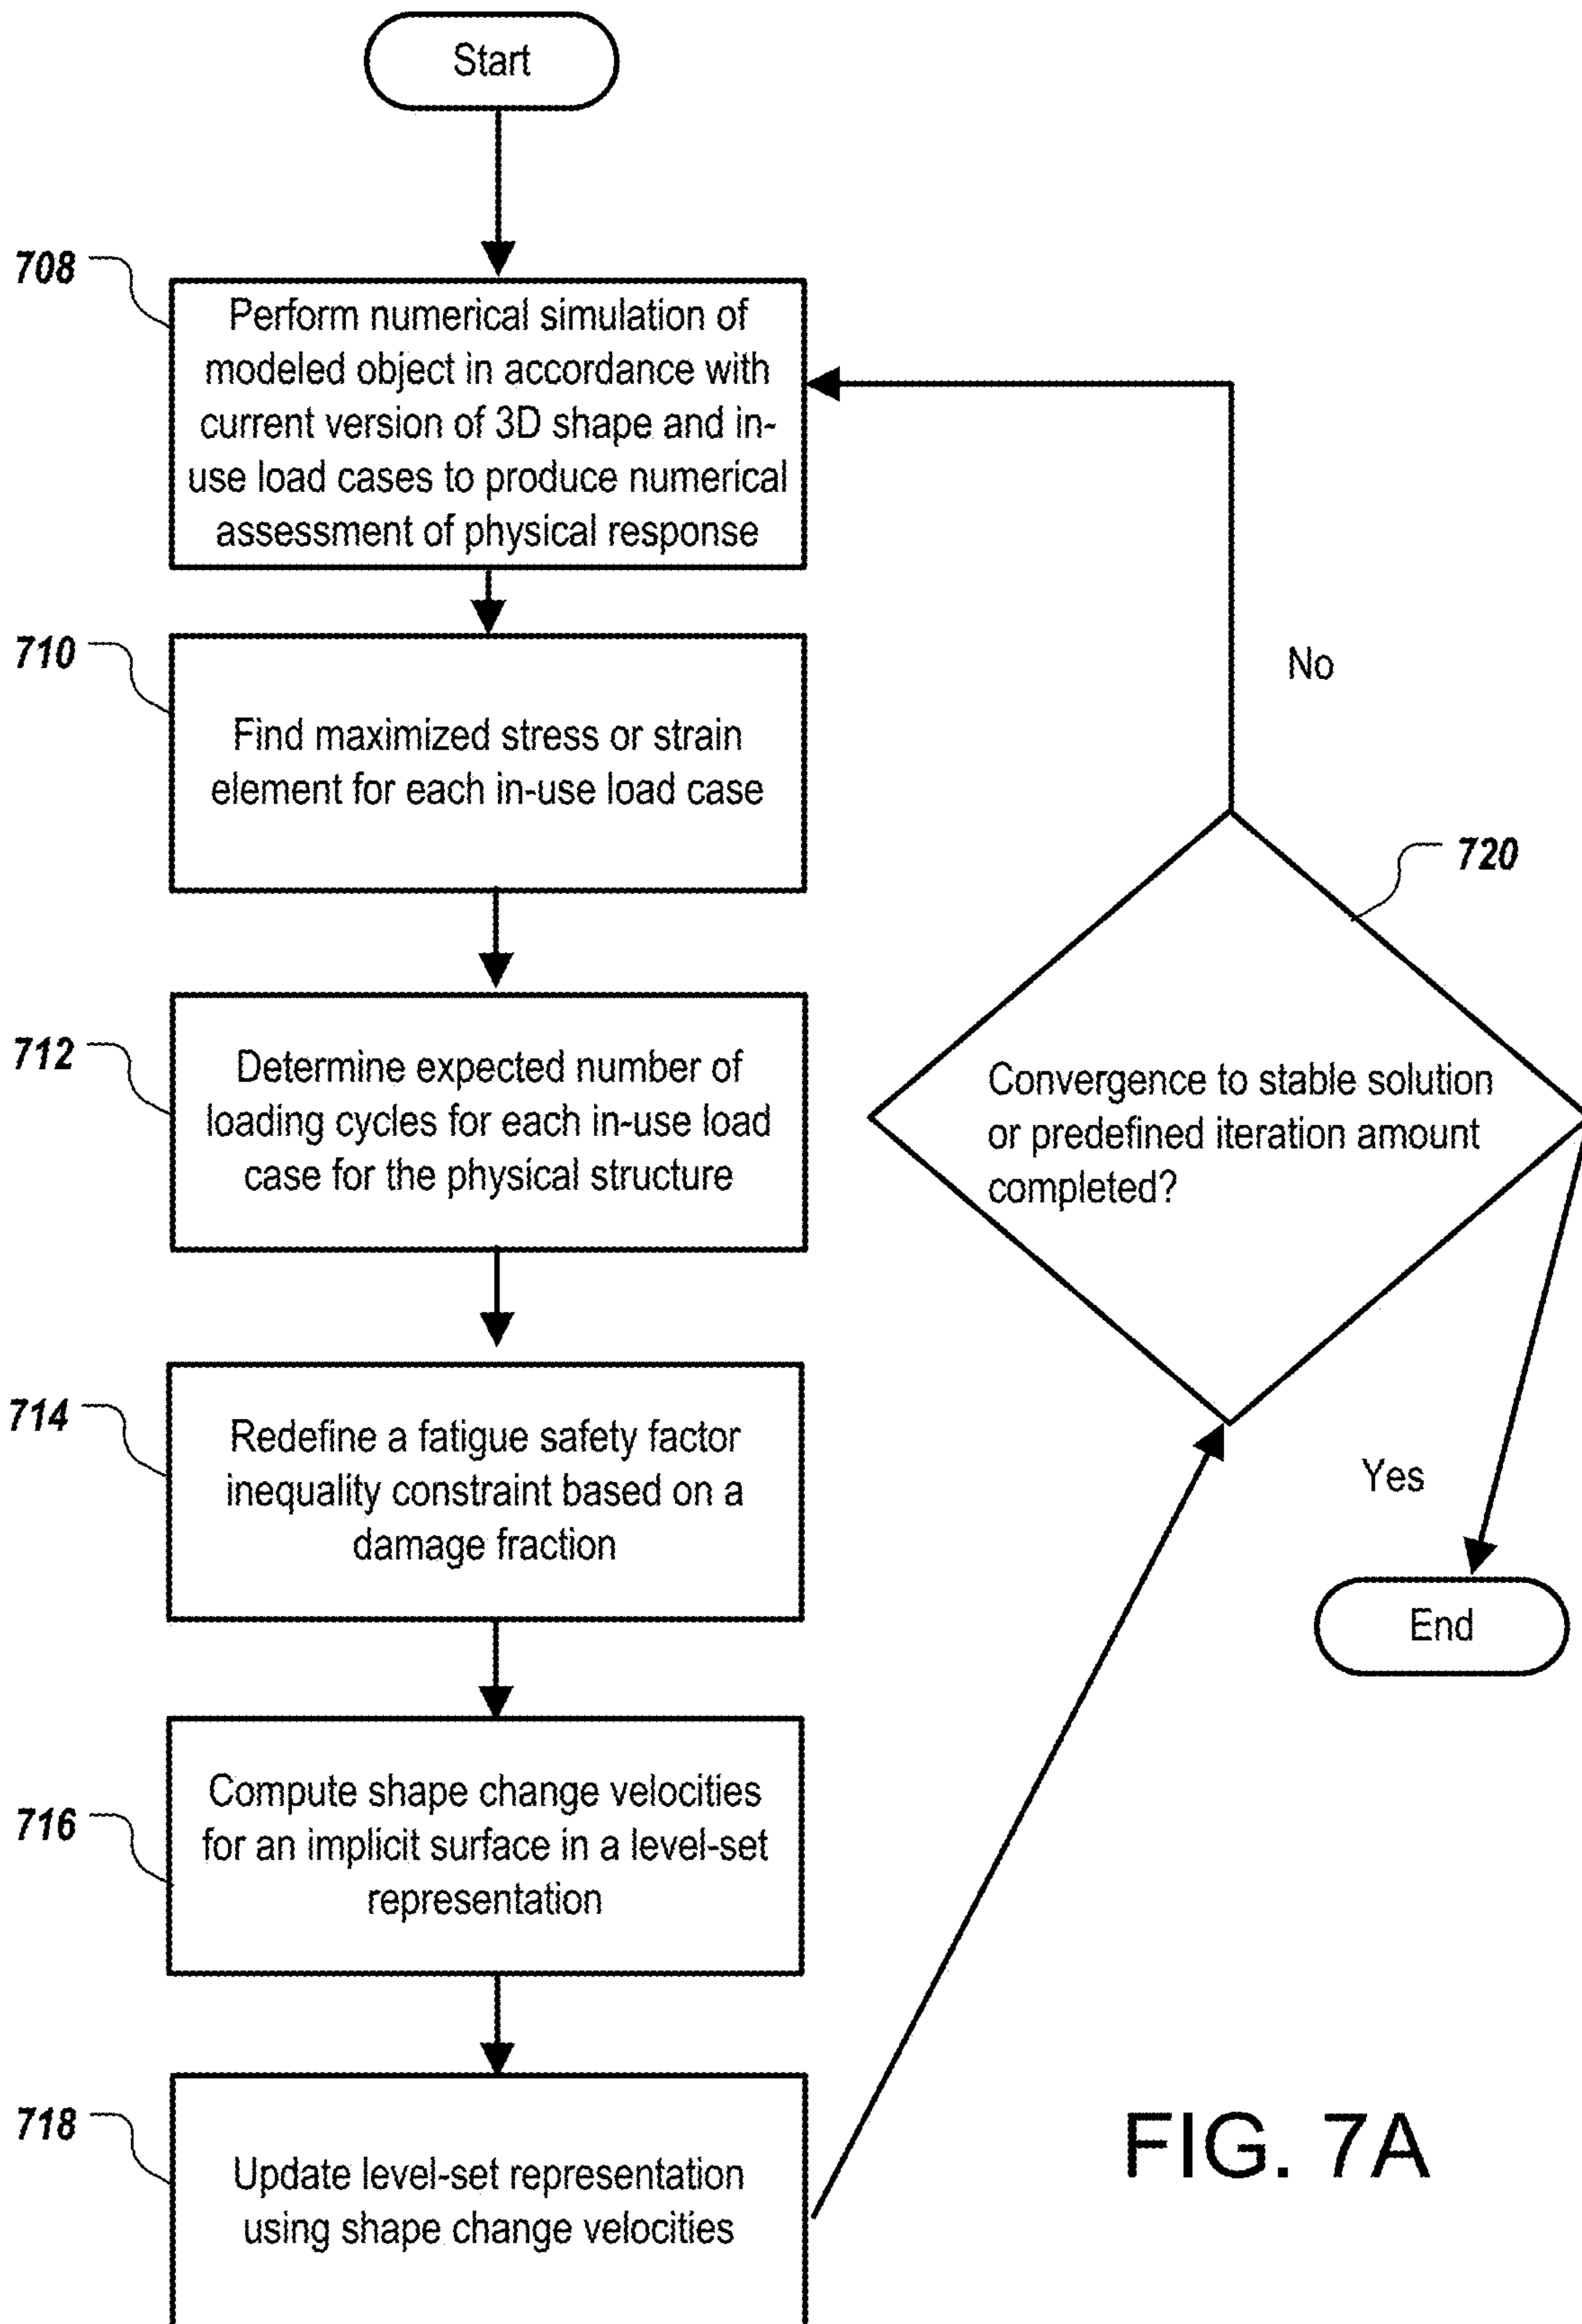 Start
708
Perform numerical simulation of
modeled object in accordance with
current version of 3D shape and in-
use load cases to produce numerical
assessment of physical response
710
Find maximized stress or strain
element for each in-use load case
712
Determine expected number of
loading cycles for each in-use load
case for the physical structure
714
Redefine a fatigue safety factor
inequality constraint based on a
damage fraction
716
Compute shape change velocities
for an implicit surface in a level-set
representation
718
Update level-set representation
using shape change velocities
No
720
Convergence to stable solution
or predefined iteration amount
completed?
Yes
End
FIG. 7A